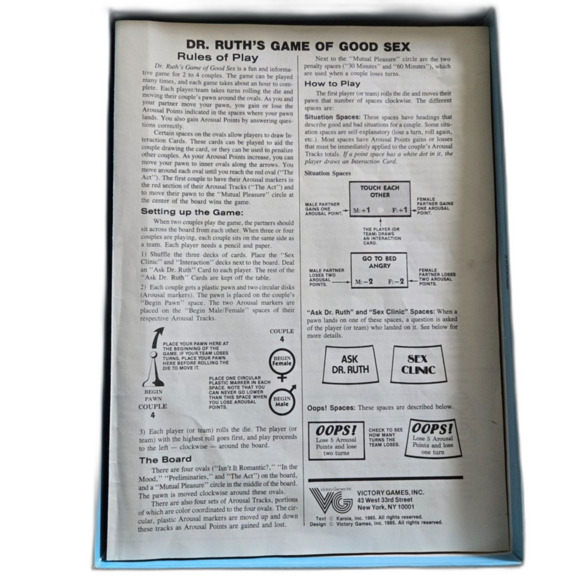 DR. RUTH'S GAME OF GOOD SEX
Rules of Play
Dr. Ruth's Game of Good Sex is a fun and informa-
tive game for 2 to 4 couples. The game can be played
many times, and each game takes about an hour to com-
plete. Each player/team takes turns rolling the die and
moving their couple's pawn around the ovals. As you and
your partner move your pawn, you gain or lose the
Arousal Points indicated in the spaces where your pawn
lands. You also gain Arousal Points by answering ques-
tions correctly.
Certain spaces on the ovals allow players to draw In-
teraction Cards. These cards can be played to aid the
couple drawing the card, or they can be used to penalize
other couples. As your Arousal Points increase, you can
move your pawn to inner ovals along the arrows. You
move around each oval until you reach the red oval ("The
Act"). The first couple to have their Arousal markers in
the red section of their Arousal Tracks ("The Act") and
to move their pawn to the "Mutual Pleasure" circle at
the center of the board wins the game.
Setting up the Game:
When two couples play the game, the partners should
sit across the board from each other. When three or four
couples are playing, each couple sits on the same side as
a team. Each player needs a pencil and paper.
1) Shuffle the three decks of cards. Place the "Sex
Clinic" and "Interaction" decks next to the board. Deal
an "Ask Dr. Ruth" Card to each player. The rest of the
"Ask Dr. Ruth" Cards are kept off the table.
2) Each couple gets a plastic pawn and two circular disks
(Arousal markers). The pawn is placed on the couple's
"Begin Pawn" space. The two Arousal markers are
placed on the "Begin Male/Female" spaces of their
respective Arousal Tracks.
PLACE YOUR PAWN HERE AT
THE BEGINNING OF THE
GAME. IF YOUR TEAM LOSES
TURNS, PLACE YOUR PAWN
HERE BEFORE ROLLING THE
DIE TO MOVE IT.
BEGIN
PAWN
COUPLE
4
PLACE ONE CIRCULAR
PLASTIC MARKER IN EACH
SPACE. NOTE THAT YOU
CAN NEVER GO LOWER
THAN THIS SPACE WHEN
YOU LOSE AROUSAL
POINTS.
COUPLE
4
BEGIN
Female
BEGIN
Male
3) Each player (or team) rolls the die. The player (or
team) with the highest roll goes first, and play proceeds
to the left — clockwise — around the board.
The Board
There are four ovals ("Isn't It Romantic?," "In the
Mood," "Preliminaries," and "The Act") on the board,
and a "Mutual Pleasure" circle in the middle of the board.
The pawn is moved clockwise around these ovals.
There are also four sets of Arousal Tracks, portions
of which are color coordinated to the four ovals. The cir-
cular, plastic Arousal markers are moved up and down
these tracks as Arousal Points are gained and lost.
Next to the "Mutual Pleasure" circle are the two
penalty spaces ("30 Minutes" and "60 Minutes"), which
are used when a couple loses turns.
How to Play
The first player (or team) rolls the die and moves their
pawn that number of spaces clockwise. The different
spaces are:
Situation Spaces: These spaces have headings that
describe good and bad situations for a couple. Some situ-
ation spaces are self-explanatory (lose a turn, roll again,
etc.). Most spaces have Arousal Points gains or losses
that must be immediately applied to the couple's Arousal
Tracks totals. If a point space has a white dot in it, the
player draws an Interaction Card.
Situation Spaces
TOUCH EACH
OTHER
M:+1 F:+1
MALE PARTNER
GAINS ONE
AROUSAL POINT.
FEMALE
PARTNER GAINS
ONE AROUSAL
POINT.
THE PLAYER (OR
TEAM) DRAWS
AN INTERACTION
CARD.
GO TO BED
ANGRY
M:-2 F:-2
MALE PARTNER
LOSES TWO
AROUSAL
POINTS.
FEMALE
PARTNER LOSES
TWO AROUSAL
POINTS.
"Ask Dr. Ruth" and "Sex Clinic" Spaces: When a
pawn lands on one of these spaces, a question is asked
of the player (or team) who landed on it. See below for
more details.
ASK
DR. RUTH
SEX
CLINIC
Oops! Spaces: These spaces are described below.
OOPS!
Lose 5 Arousal
Points and lose
two turns
CHECK TO SEE
HOW MANY
TURNS THE
TEAM LOSES.
OOPS!
Lose 5 Arousal
Points and lose
one turn
VG
VICTORY GAMES, INC.
43 West 33rd Street
New York, NY 10001
Text © Karola, Inc. 1985. All rights reserved.
Design © Victory Games, Inc. 1985. All rights reserved.